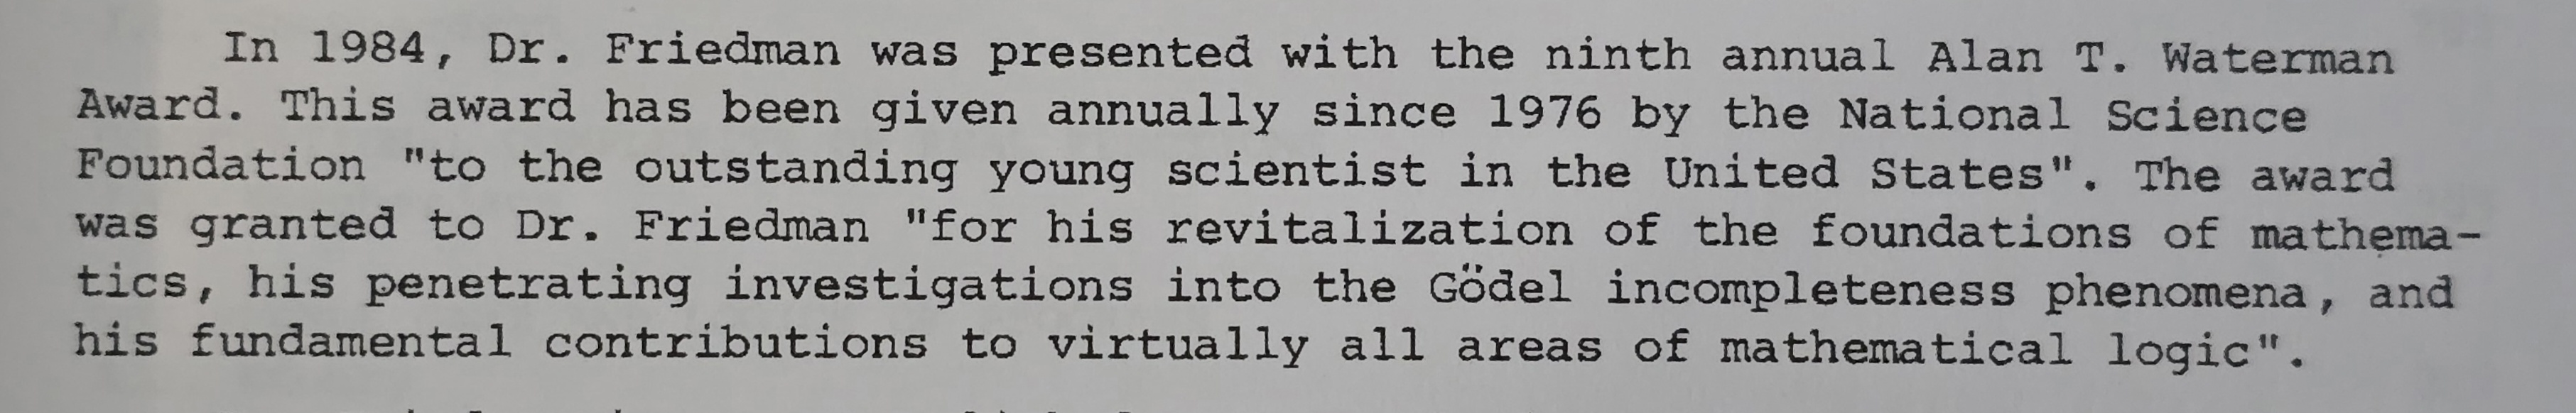 In 1984, Dr. Friedman was presented with the ninth annual Alan T. Waterman
Award. This award has been given annually since 1976 by the National Science
Foundation "to the outstanding young scientist in the United States". The award
was granted to Dr. Friedman "for his revitalization of the foundations of mathema-
tics, his penetrating investigations into the Gödel incompleteness phenomena, and
his fundamental contributions to virtually all areas of mathematical logic".